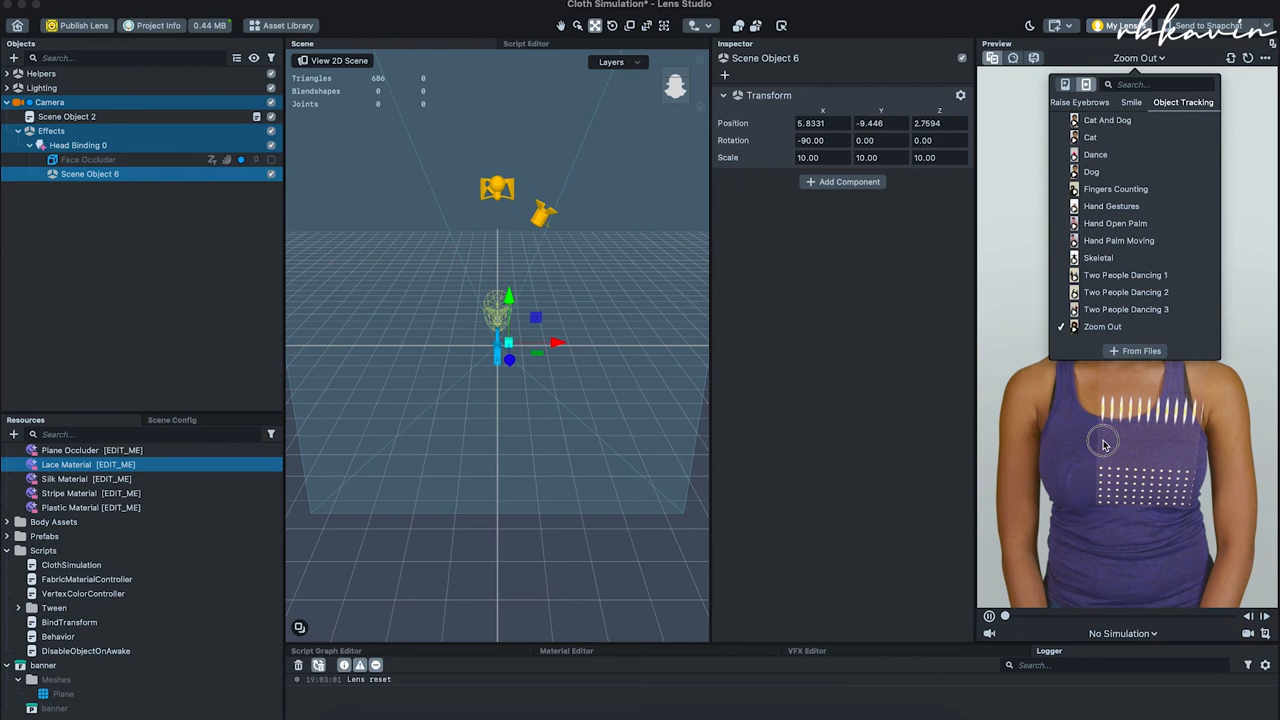 Cloth Simulation* - Lens Studio
Publish Lens
Project Info
0.44 MB
Asset Library
My Lenses
Send to Snapchat
rbkavin
Objects
Search...
Helpers
Lighting
Camera
Scene Object 2
Effects
Head Binding 0
Face Occluder
0
Scene Object 6
Resources
Scene Config
Search...
Plane Occluder [EDIT_ME]
Lace Material [EDIT_ME]
Silk Material [EDIT_ME]
Stripe Material [EDIT_ME]
Plastic Material [EDIT_ME]
Body Assets
Prefabs
Scripts
ClothSimulation
FabricMaterialController
VertexColorController
Tween
BindTransform
Behavior
DisableObjectOnAwake
banner
Meshes
Plane
banner
Scene
Script Editor
View 2D Scene
Layers
Triangles 686 0
Blendshapes 0 0
Joints 0 0
Inspector
Scene Object 6
Transform
X Y Z
Position 5.8331 -9.446 2.7594
Rotation -90.00 0.00 0.00
Scale 10.00 10.00 10.00
+ Add Component
Preview
Zoom Out
Search...
Raise Eyebrows
Smile
Object Tracking
Cat And Dog
Cat
Dance
Dog
Fingers Counting
Hand Gestures
Hand Open Palm
Hand Palm Moving
Skeletal
Two People Dancing 1
Two People Dancing 2
Two People Dancing 3
Zoom Out
+ From Files
No Simulation
Script Graph Editor
Material Editor
VFX Editor
Logger
Search...
19:03:01 Lens reset